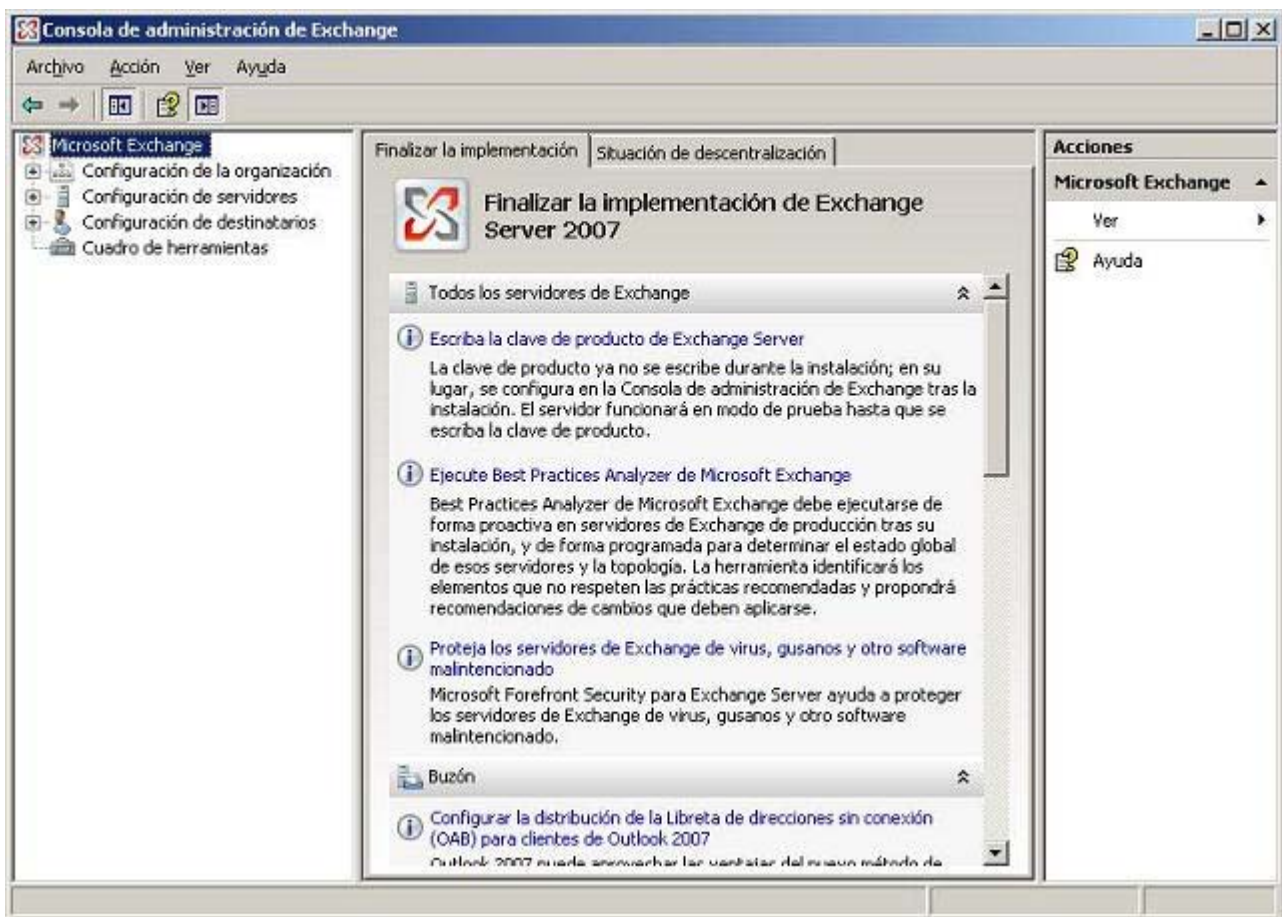 Consola de administración de Exchange
Archivo Acción Ver Ayuda
Microsoft Exchange
Configuración de la organización
Configuración de servidores
Configuración de destinatarios
Cuadro de herramientas
Finalizar la implementación
Situación de descentralización
Finalizar la implementación de Exchange
Server 2007
Todos los servidores de Exchange
Escriba la clave de producto de Exchange Server
La clave de producto ya no se escribe durante la instalación; en su
lugar, se configura en la Consola de administración de Exchange tras la
instalación. El servidor funcionará en modo de prueba hasta que se
escriba la clave de producto.
Ejecute Best Practices Analyzer de Microsoft Exchange
Best Practices Analyzer de Microsoft Exchange debe ejecutarse de
forma proactiva en servidores de Exchange de producción tras su
instalación, y de forma programada para determinar el estado global
de esos servidores y la topología. La herramienta identificará los
elementos que no respeten las prácticas recomendadas y propondrá
recomendaciones de cambios que deben aplicarse.
Proteja los servidores de Exchange de virus, gusanos y otro software
malintencionado
Microsoft Forefront Security para Exchange Server ayuda a proteger
los servidores de Exchange de virus, gusanos y otro software
malintencionado.
Buzón
Configurar la distribución de la Libreta de direcciones sin conexión
(OAB) para clientes de Outlook 2007
Outlook 2007 puede aprovechar las ventajas del nuevo método de
Acciones
Microsoft Exchange
Ver
Ayuda